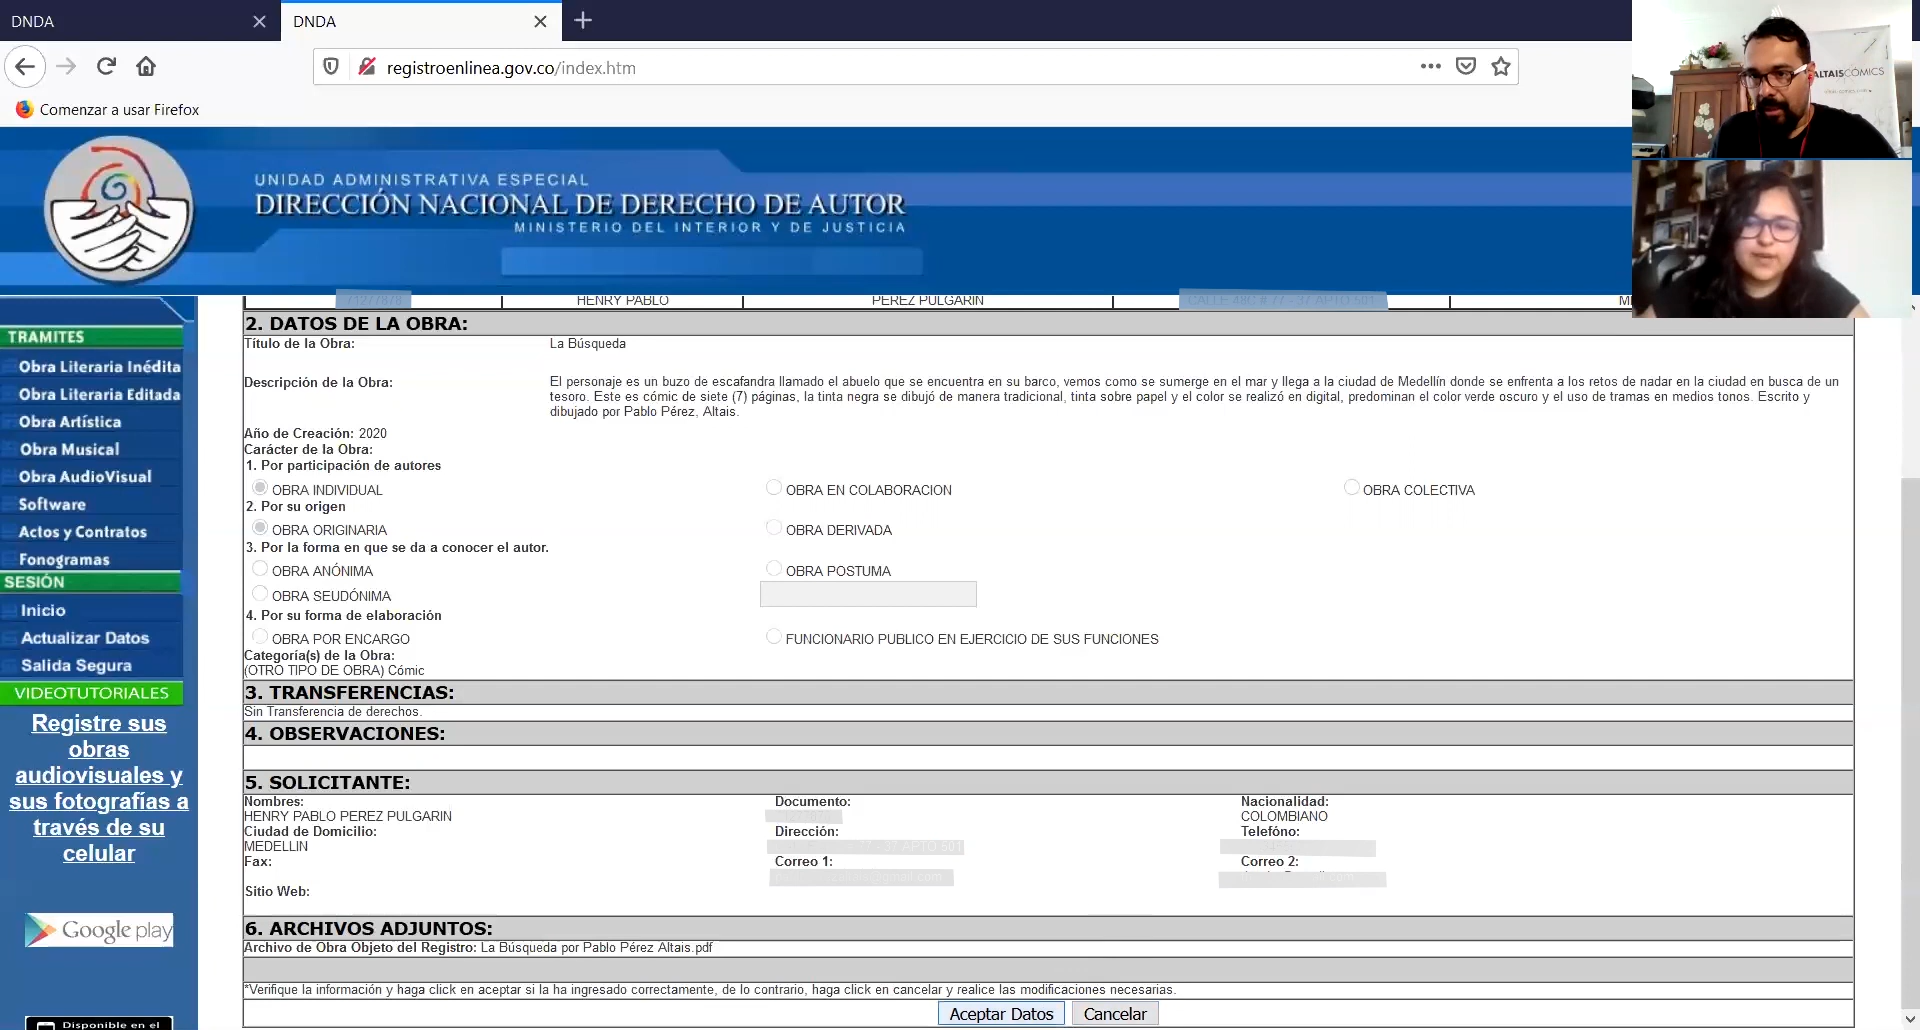 DNDA
DNDA
registroenlinea.gov.co/index.htm
Comenzar a usar Firefox
ALTAISCÓMICS
UNIDAD ADMINISTRATIVA ESPECIAL
DIRECCIÓN NACIONAL DE DERECHO DE AUTOR
MINISTERIO DEL INTERIOR Y DE JUSTICIA
HENRY PABLO PEREZ PULGARIN
TRAMITES
Obra Literaria Inédita
Obra Literaria Editada
Obra Artística
Obra Musical
Obra AudioVisual
Software
Actos y Contratos
Fonogramas
SESIÓN
Inicio
Actualizar Datos
Salida Segura
VIDEOTUTORIALES
Registre sus
obras
audiovisuales y
sus fotografías a
través de su
celular
Google play
Disponible en el
2. DATOS DE LA OBRA:
Título de la Obra: La Búsqueda
Descripción de la Obra: El personaje es un buzo de escafandra llamado el abuelo que se encuentra en su barco, vemos como se sumerge en el mar y llega a la ciudad de Medellín donde se enfrenta a los retos de nadar en la ciudad en busca de un
tesoro. Este es cómic de siete (7) páginas, la tinta negra se dibujó de manera tradicional, tinta sobre papel y el color se realizó en digital, predominan el color verde oscuro y el uso de tramas en medios tonos. Escrito y
dibujado por Pablo Pérez, Altais.
Año de Creación: 2020
Carácter de la Obra:
1. Por participación de autores
OBRA INDIVIDUAL OBRA EN COLABORACION OBRA COLECTIVA
2. Por su origen
OBRA ORIGINARIA OBRA DERIVADA
3. Por la forma en que se da a conocer el autor.
OBRA ANÓNIMA OBRA POSTUMA
OBRA SEUDÓNIMA
4. Por su forma de elaboración
OBRA POR ENCARGO FUNCIONARIO PUBLICO EN EJERCICIO DE SUS FUNCIONES
Categoría(s) de la Obra:
(OTRO TIPO DE OBRA) Cómic
3. TRANSFERENCIAS:
Sin Transferencia de derechos.
4. OBSERVACIONES:
5. SOLICITANTE:
Nombres: Documento: Nacionalidad:
HENRY PABLO PEREZ PULGARIN COLOMBIANO
Ciudad de Domicilio: Dirección: Telefóno:
MEDELLIN
Fax: Correo 1: Correo 2:
Sitio Web:
6. ARCHIVOS ADJUNTOS:
Archivo de Obra Objeto del Registro: La Búsqueda por Pablo Pérez Altais.pdf
*Verifique la información y haga click en aceptar si la ha ingresado correctamente, de lo contrario, haga click en cancelar y realice las modificaciones necesarias.
Aceptar Datos Cancelar